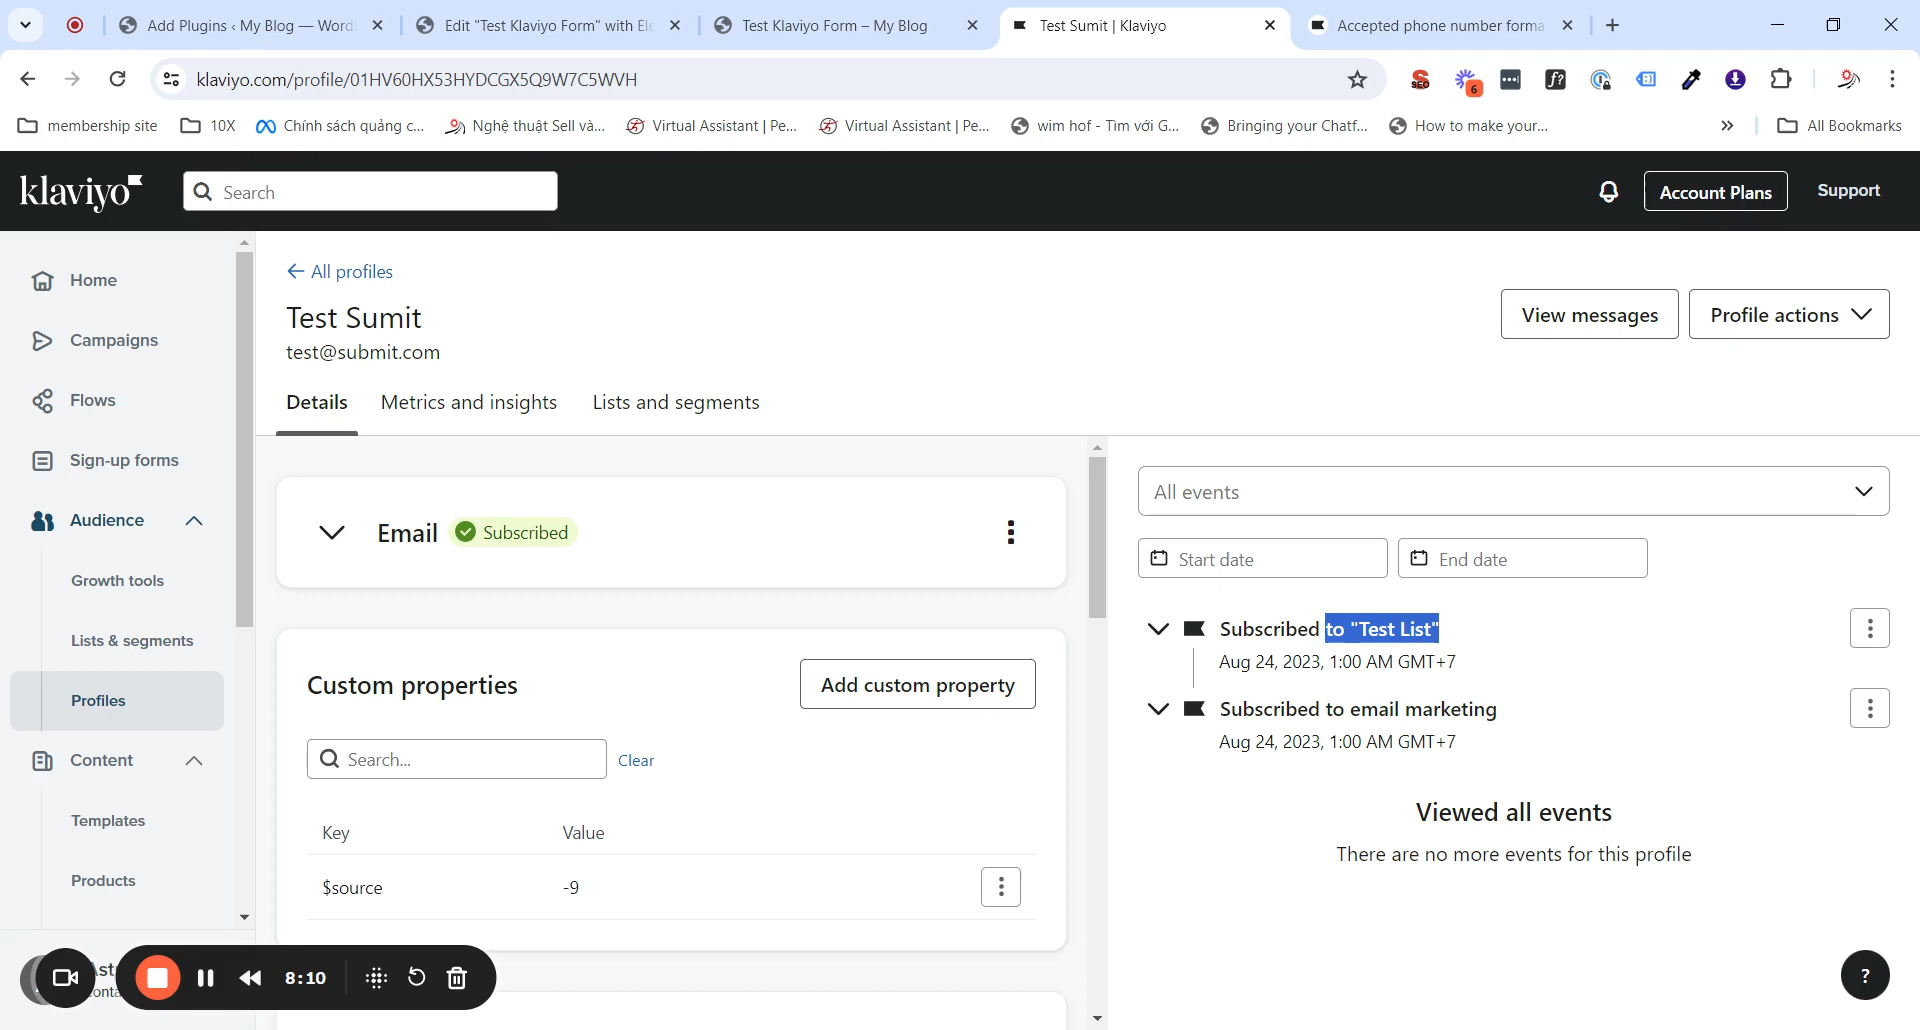 Add Plugins ‹ My Blog — Word
Edit "Test Klaviyo Form" with Ele
Test Klaviyo Form – My Blog
Test Sumit | Klaviyo
Accepted phone number forma
klaviyo.com/profile/01HV60HX53HYDCGX5Q9W7C5WVH
SEO
6
f?
membership site
10X
Chính sách quảng c...
Nghệ thuật Sell và...
Virtual Assistant | Pe...
Virtual Assistant | Pe...
wim hof - Tìm với G...
Bringing your Chatf...
How to make your...
All Bookmarks
klaviyo
Search
Account Plans
Support
Home
Campaigns
Flows
Sign-up forms
Audience
Growth tools
Lists & segments
Profiles
Content
Templates
Products
← All profiles
Test Sumit
test@submit.com
View messages
Profile actions
Details
Metrics and insights
Lists and segments
Email
Subscribed
Custom properties
Add custom property
Search...
Clear
Key
Value
$source
-9
All events
Start date
End date
Subscribed to "Test List"
Aug 24, 2023, 1:00 AM GMT+7
Subscribed to email marketing
Aug 24, 2023, 1:00 AM GMT+7
Viewed all events
There are no more events for this profile
8:10
?